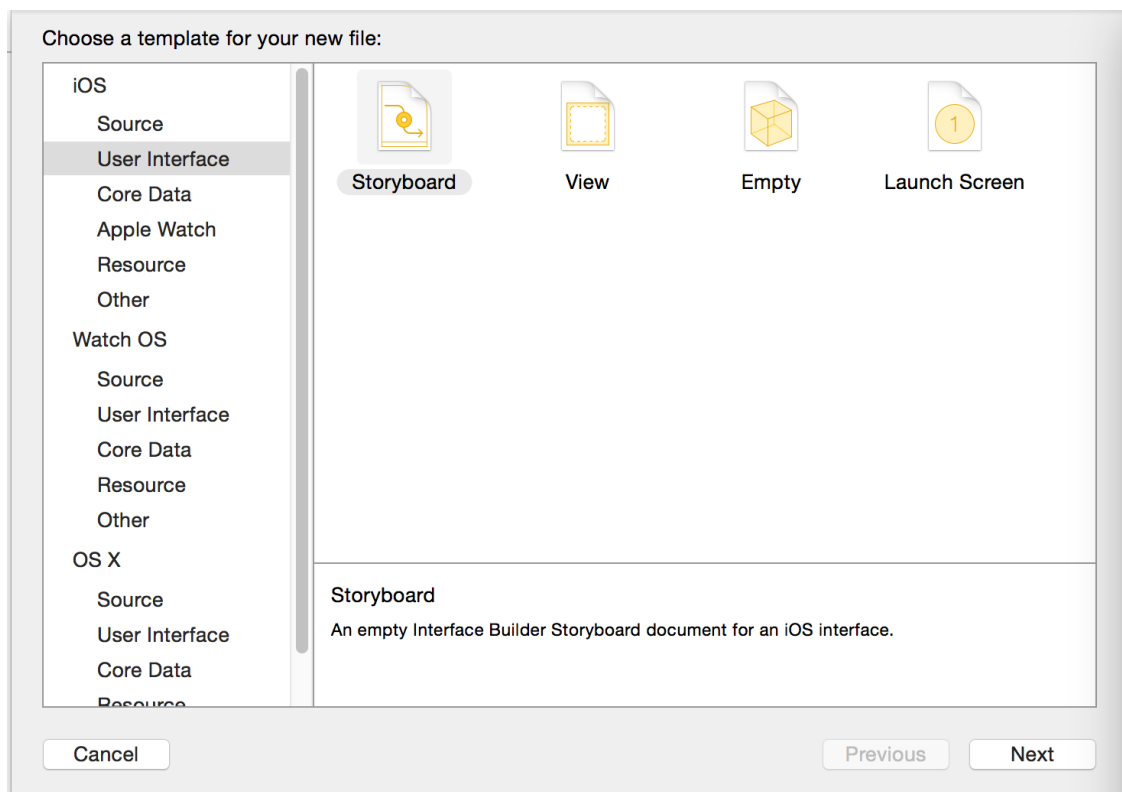 Choose a template for your new file:
iOS
Source
User Interface
Core Data
Apple Watch
Resource
Other
Watch OS
Source
User Interface
Core Data
Resource
Other
OS X
Source
User Interface
Core Data
Resource
Storyboard
View
Empty
1
Launch Screen
Storyboard
An empty Interface Builder Storyboard document for an iOS interface.
Cancel
Previous
Next